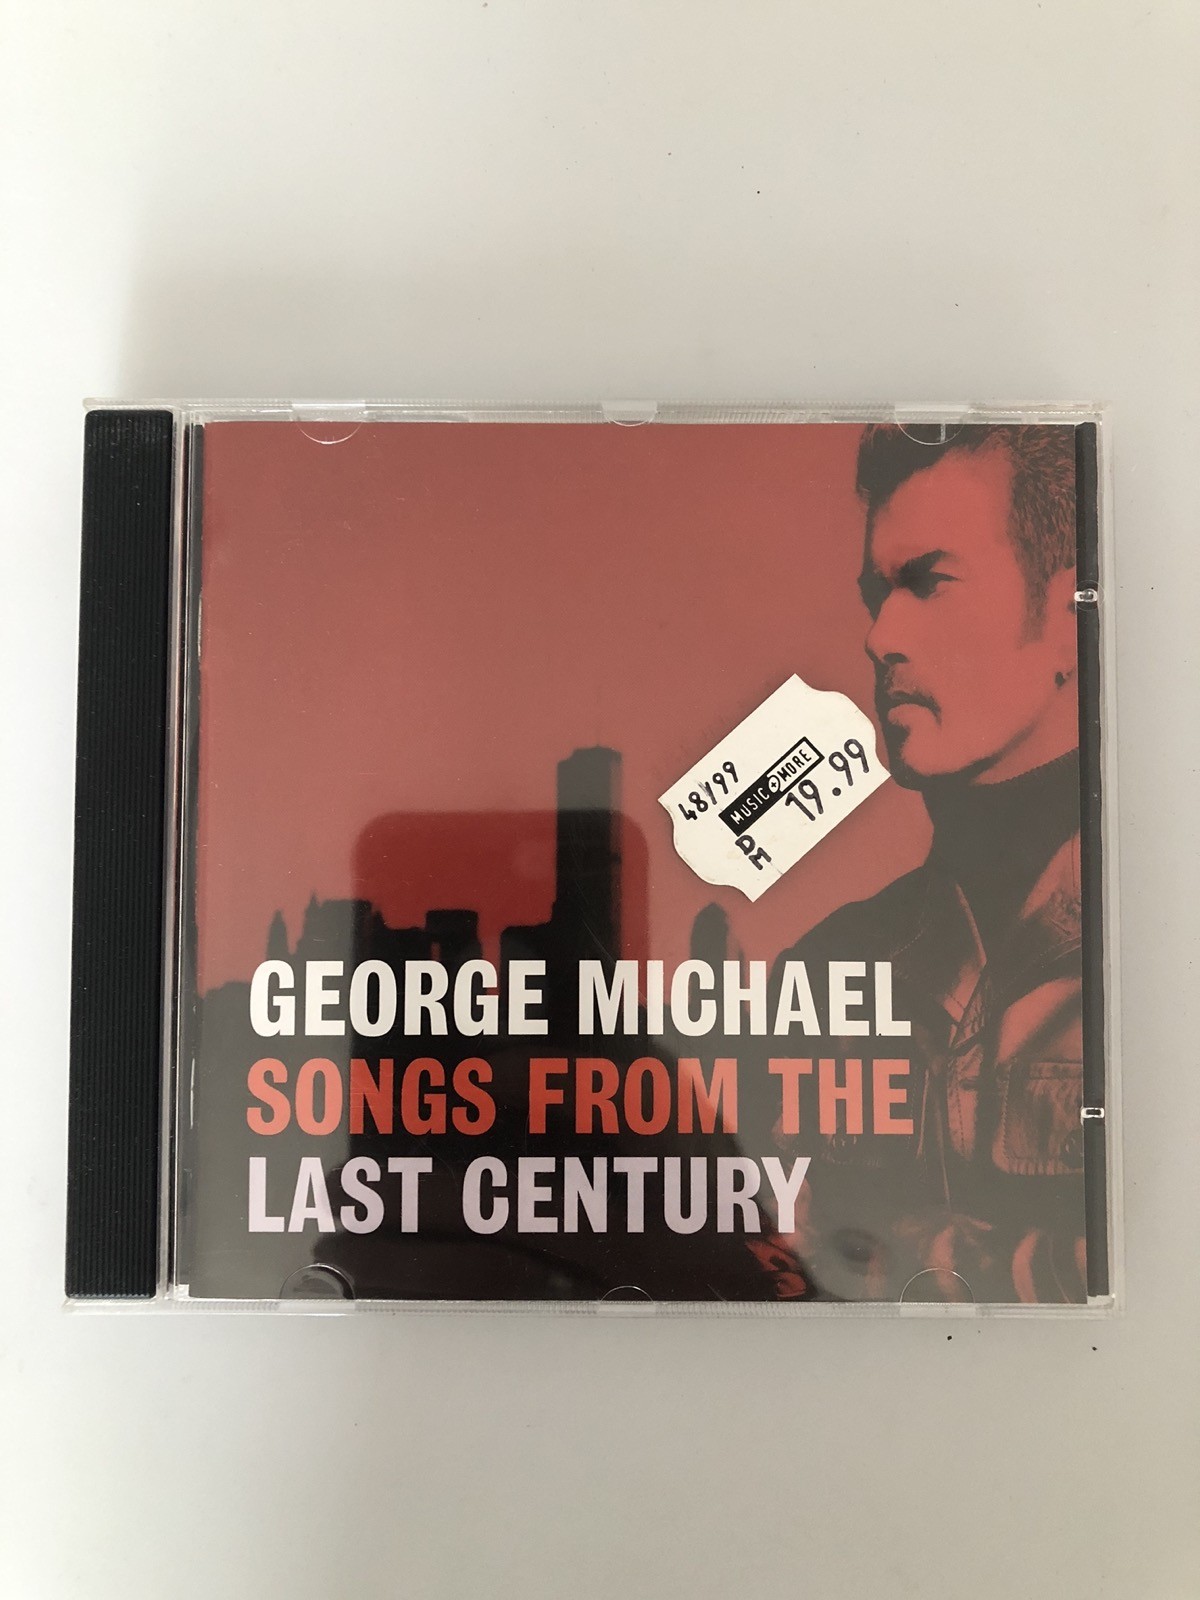 48/99
MUSIC + MORE
DM 19.99
GEORGE MICHAEL
SONGS FROM THE
LAST CENTURY